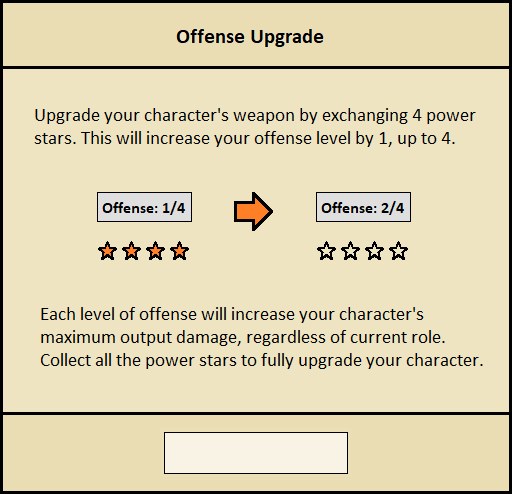 Offense Upgrade
Upgrade your character's weapon by exchanging 4 power
stars. This will increase your offense level by 1, up to 4.
Offense: 1/4
Offense: 2/4
Each level of offense will increase your character's
maximum output damage, regardless of current role.
Collect all the power stars to fully upgrade your character.